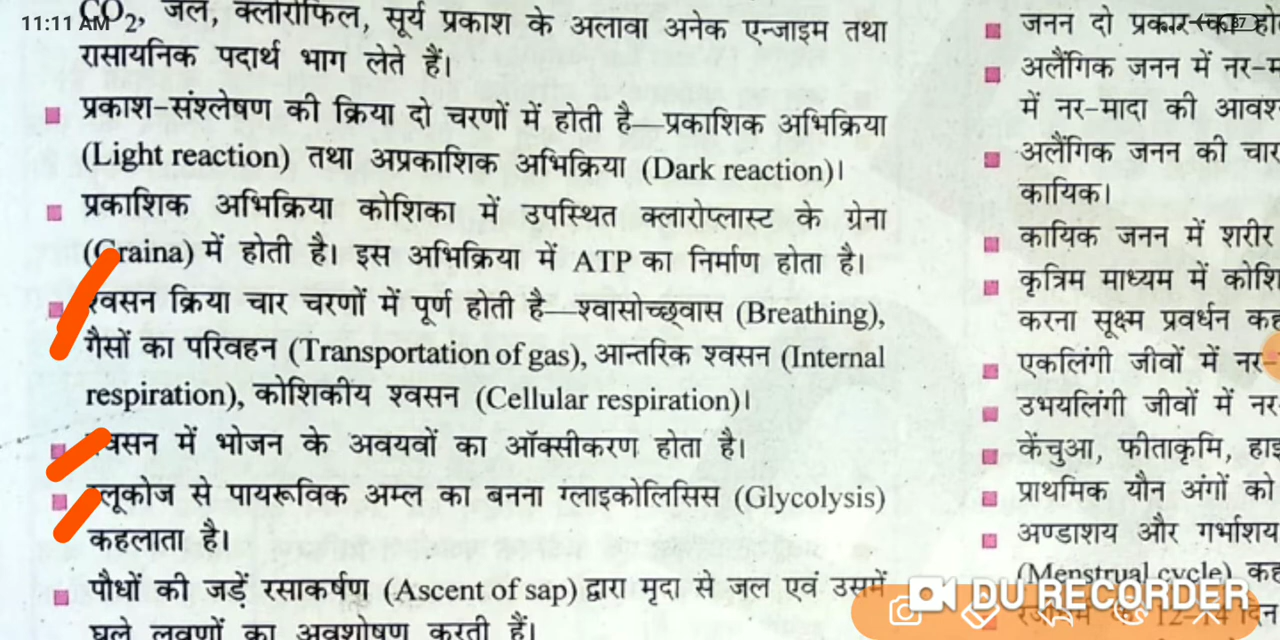 11:11 AM
CO2, जल, क्लोरोफिल, सूर्य प्रकाश के अलावा अनेक एन्जाइम तथा
रासायनिक पदार्थ भाग लेते हैं।
प्रकाश-संश्लेषण की क्रिया दो चरणों में होती है—प्रकाशिक अभिक्रिया
(Light reaction) तथा अप्रकाशिक अभिक्रिया (Dark reaction)।
प्रकाशिक अभिक्रिया कोशिका में उपस्थित क्लारोप्लास्ट के ग्रेना
(Graina) में होती है। इस अभिक्रिया में ATP का निर्माण होता है।
श्वसन क्रिया चार चरणों में पूर्ण होती है—श्वासोच्छ्वास (Breathing),
गैसों का परिवहन (Transportation of gas), आन्तरिक श्वसन (Internal
respiration), कोशिकीय श्वसन (Cellular respiration)।
श्वसन में भोजन के अवयवों का ऑक्सीकरण होता है।
ग्लूकोज से पायरूविक अम्ल का बनना ग्लाइकोलिसिस (Glycolysis)
कहलाता है।
पौधों की जड़ें रसाकर्षण (Ascent of sap) द्वारा मृदा से जल एवं उसमें
घुले लवणों का अवशोषण करती हैं।
जनन दो प्रकार का
अलैंगिक जनन में नर-म
में नर-मादा की आवश
अलैंगिक जनन की चार
कायिक।
कायिक जनन में शरीर
कृत्रिम माध्यम में कोशि
करना सूक्ष्म प्रवर्धन कह
एकलिंगी जीवों में नर-
उभयलिंगी जीवों में नर
केंचुआ, फीताकृमि, हाइ
प्राथमिक यौन अंगों को
अण्डाशय और गर्भाशय
(Menstrual cycle) कह
DU RECORDER